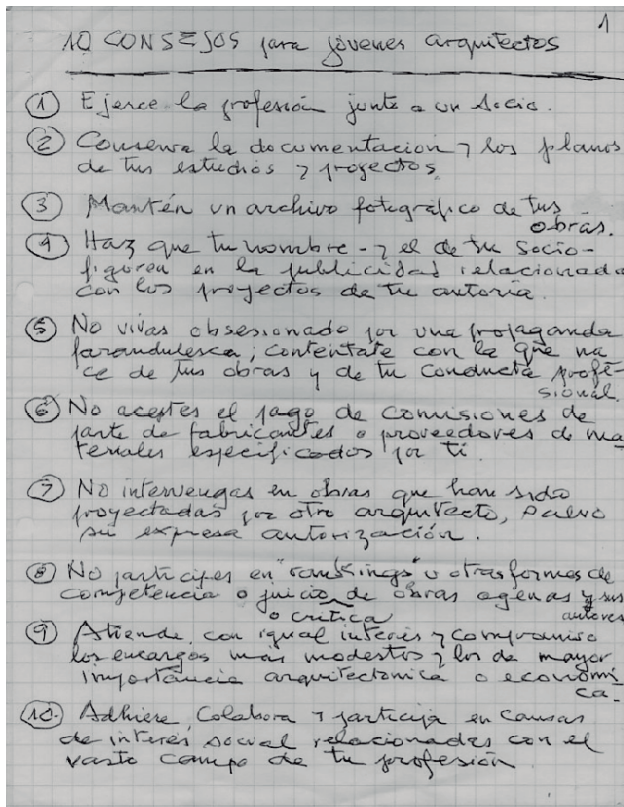 1
10 CONSEJOS para jóvenes arquitectos
1 Ejerce la profesión junto a un socio.
2 Conserva la documentación y los planos
de tus estudios y proyectos.
3 Mantén un archivo fotográfico de tus
obras.
4 Haz que tu nombre - y el de tu socio -
figuren en la publicidad relacionada
con los proyectos de tu autoría.
5 No vivas obsesionado por una propaganda
farandulesca; conténtate con la que na
ce de tus obras y de tu conducta profe-
sional.
6 No aceptes el pago de comisiones de
parte de fabricantes o proveedores de ma
teriales especificados por ti.
7 No intervengas en obras que han sido
proyectadas por otro arquitecto, salvo
su expresa autorización.
8 No participes en "rankings" u otras formas de
competencia o juicio de obras agenas y sus
o crítica autores
9 Atiende con igual interés y compromiso
los encargos más modestos y los de mayor
importancia arquitectónica o económi
ca-
10. Adhiere, colabora y participa en causas
de interés social relacionadas con el
vasto campo de tu profesión